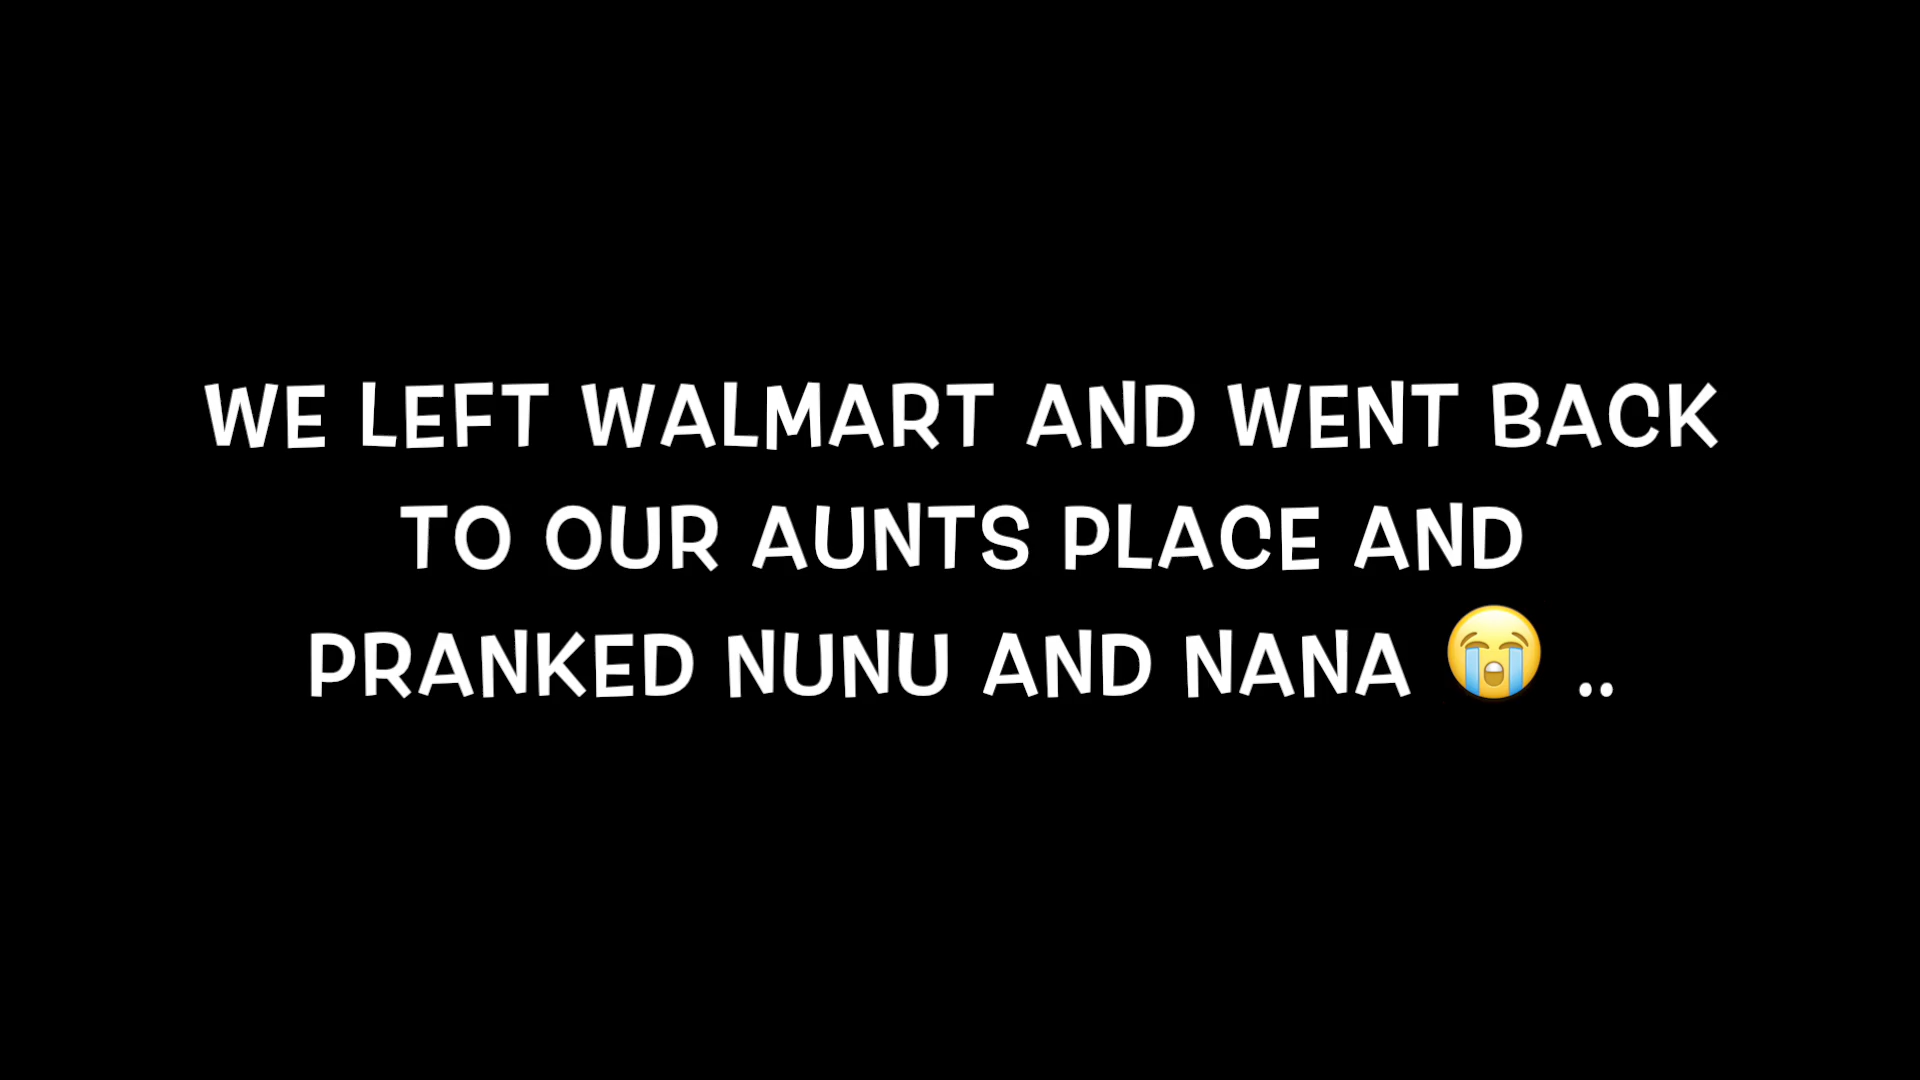 WE LEFT WALMART AND WENT BACK
TO OUR AUNTS PLACE AND
PRANKED NUNU AND NANA 😭 ..